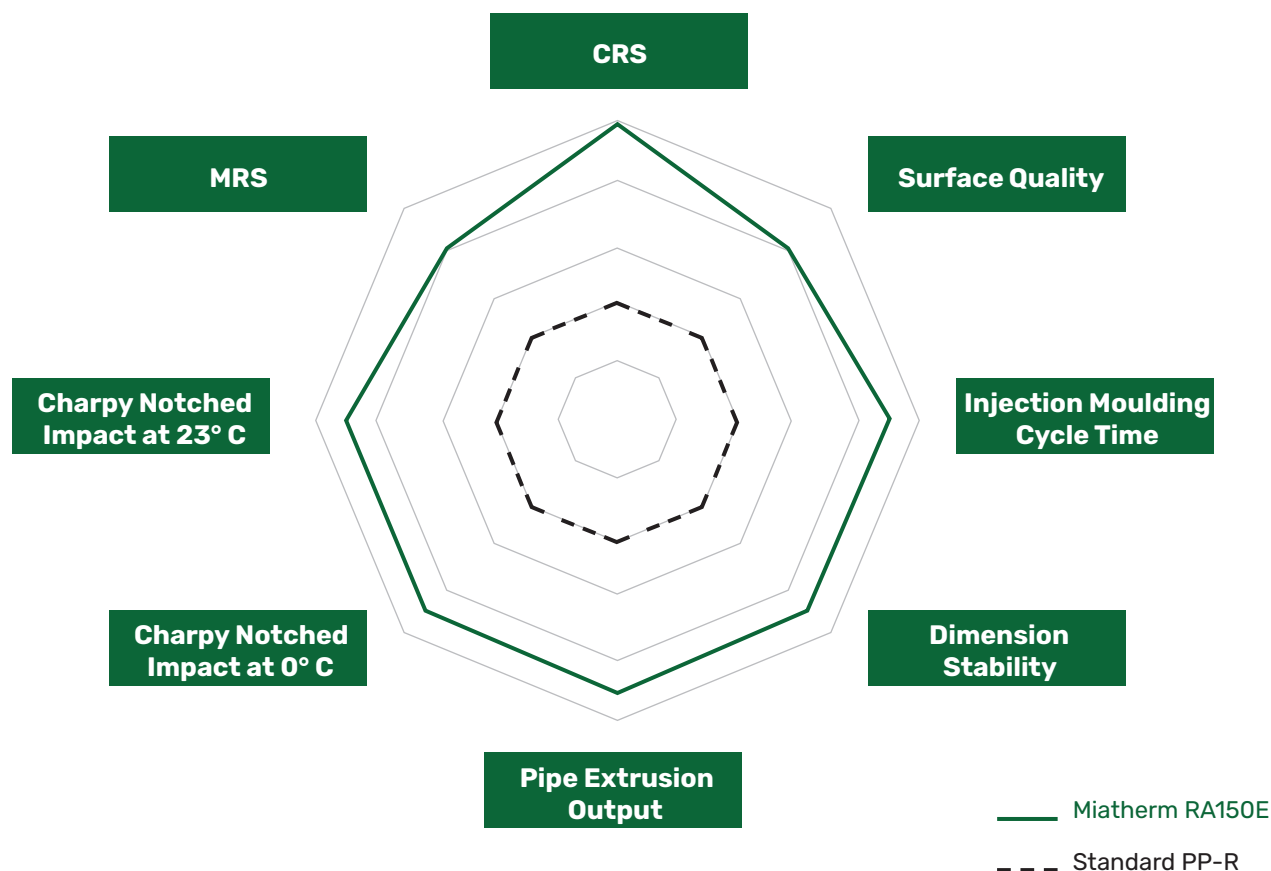 CRS
MRS
Surface Quality
Charpy Notched
Impact at 23° C
Injection Moulding
Cycle Time
Charpy Notched
Impact at 0° C
Dimension
Stability
Pipe Extrusion
Output
Miatherm RA150E
Standard PP-R